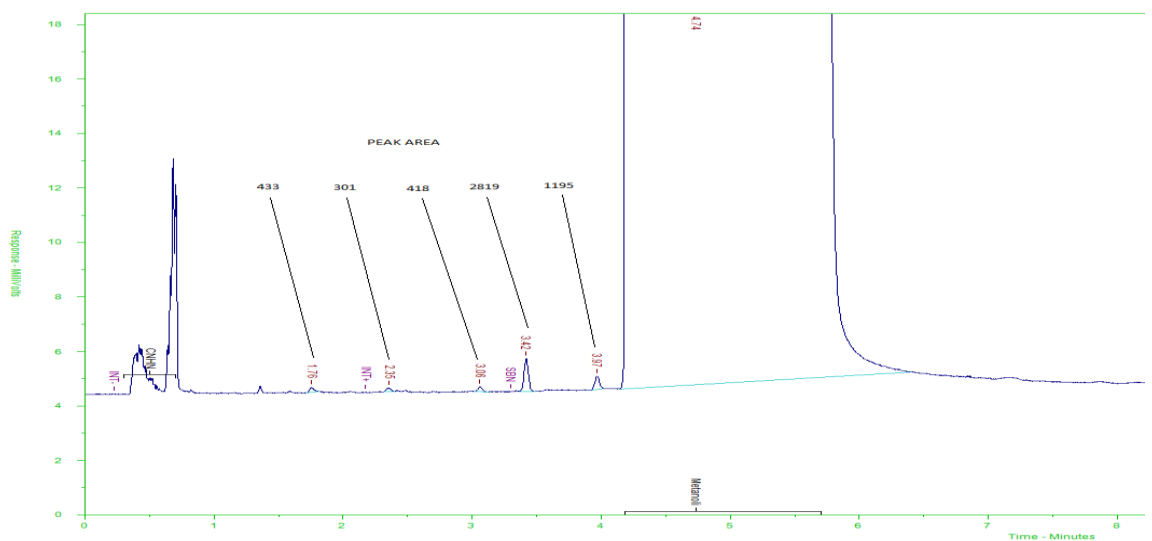 18
16
14
12
10
8
6
4
2
0
Response - Millivolts
4.74
PEAK AREA
433
301
418
2819
1195
INT-
CNHN
1.76
INT+
2.35
3.06
SBN
3.42
3.97
Metanoli
0 1 2 3 4 5 6 7 8
Time - Minutes